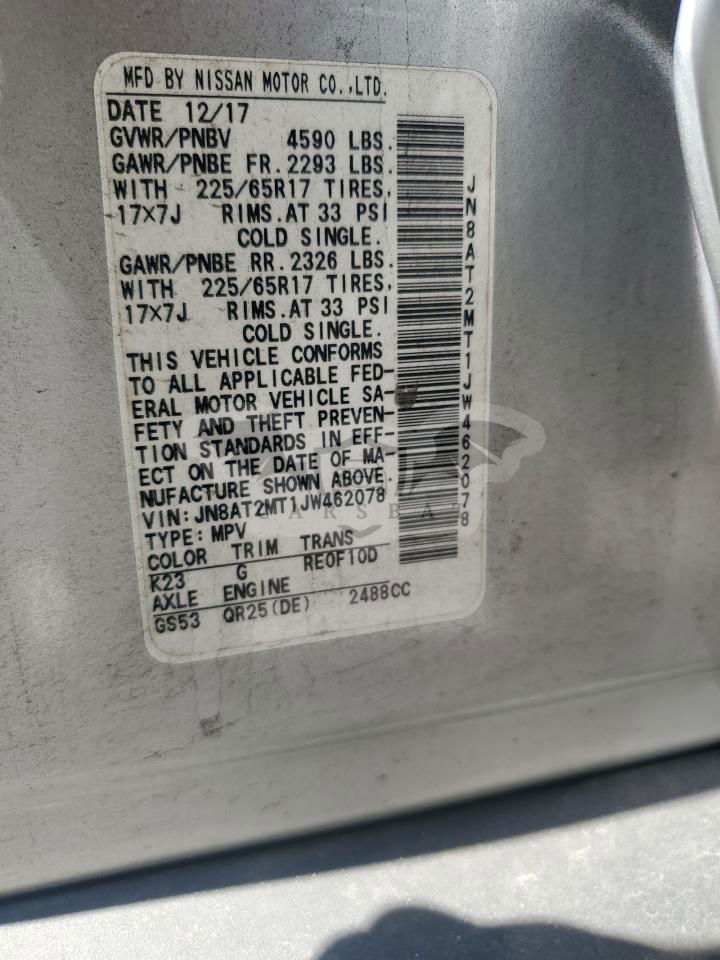 MFD BY NISSAN MOTOR CO.,LTD.
DATE 12/17
GVWR/PNBV 4590 LBS.
GAWR/PNBE FR. 2293 LBS.
WITH 225/65R17 TIRES,
17×7J RIMS. AT 33 PSI
COLD SINGLE.
GAWR/PNBE RR. 2326 LBS.
WITH 225/65R17 TIRES,
17×7J RIMS. AT 33 PSI
COLD SINGLE.
THIS VEHICLE CONFORMS
TO ALL APPLICABLE FED-
ERAL MOTOR VEHICLE SA-
FETY AND THEFT PREVEN-
TION STANDARDS IN EFF-
ECT ON THE DATE OF MA-
NUFACTURE SHOWN ABOVE.
VIN: JN8AT2MT1JW462078
TYPE: MPV
COLOR TRIM TRANS
K23 G RE0F10D
AXLE ENGINE
GS53 QR25(DE) 2488CC
JN8AT2MT1JW462078